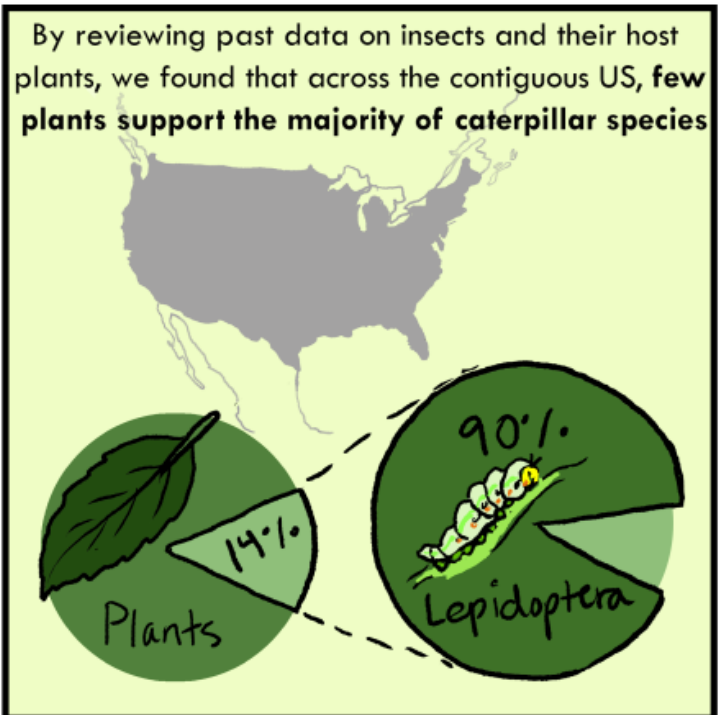 By reviewing past data on insects and their host
plants, we found that across the contiguous US, few
plants support the majority of caterpillar species
90%
14%
Plants
Lepidoptera